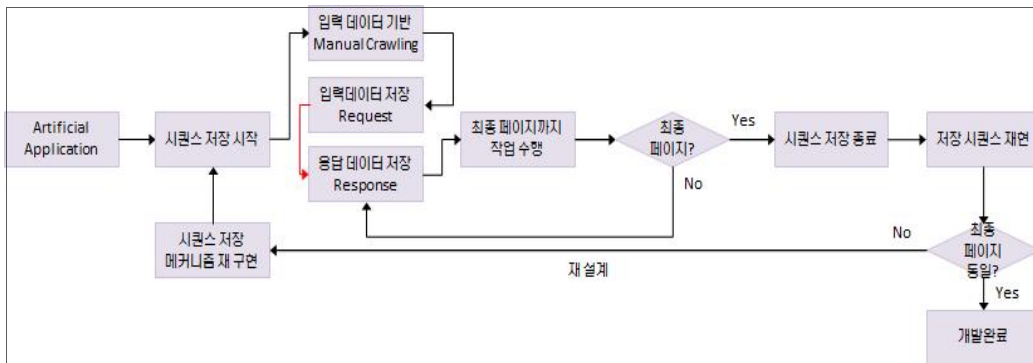 입력 데이터 기반
Manual Crawling
입력데이터 저장
Request
Artificial
Application
시퀀스 저장 시작
응답 데이터 저장
Response
최종 페이지까지
작업 수행
최종
페이지?
Yes
No
시퀀스 저장 종료
저장 시퀀스 재현
시퀀스 저장
메커니즘 재 구현
재 설계
No
최종
페이지
동일?
Yes
개발완료